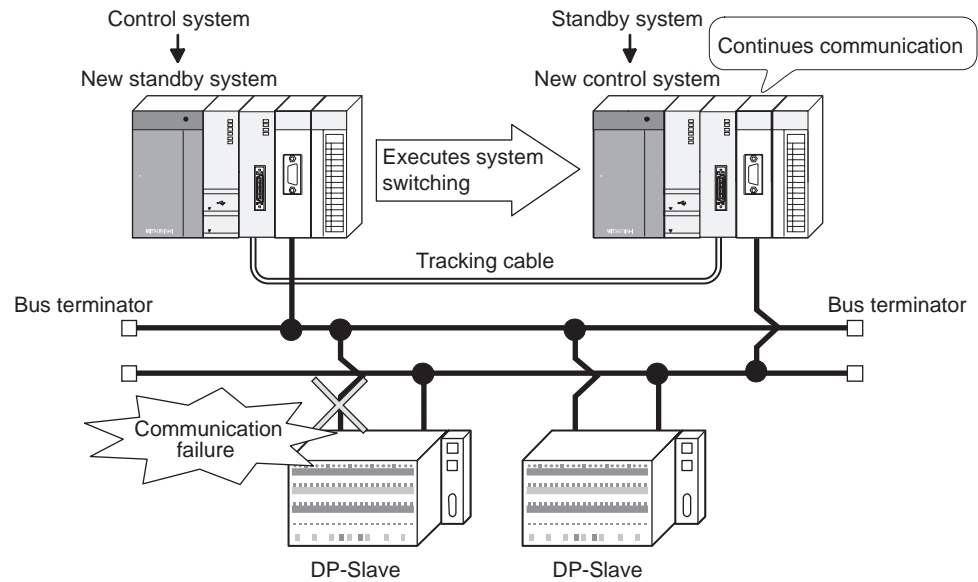 Control system
New standby system
Standby system
New control system
Continues communication
Executes system
switching
Tracking cable
Bus terminator
Bus terminator
Communication
failure
DP-Slave
DP-Slave